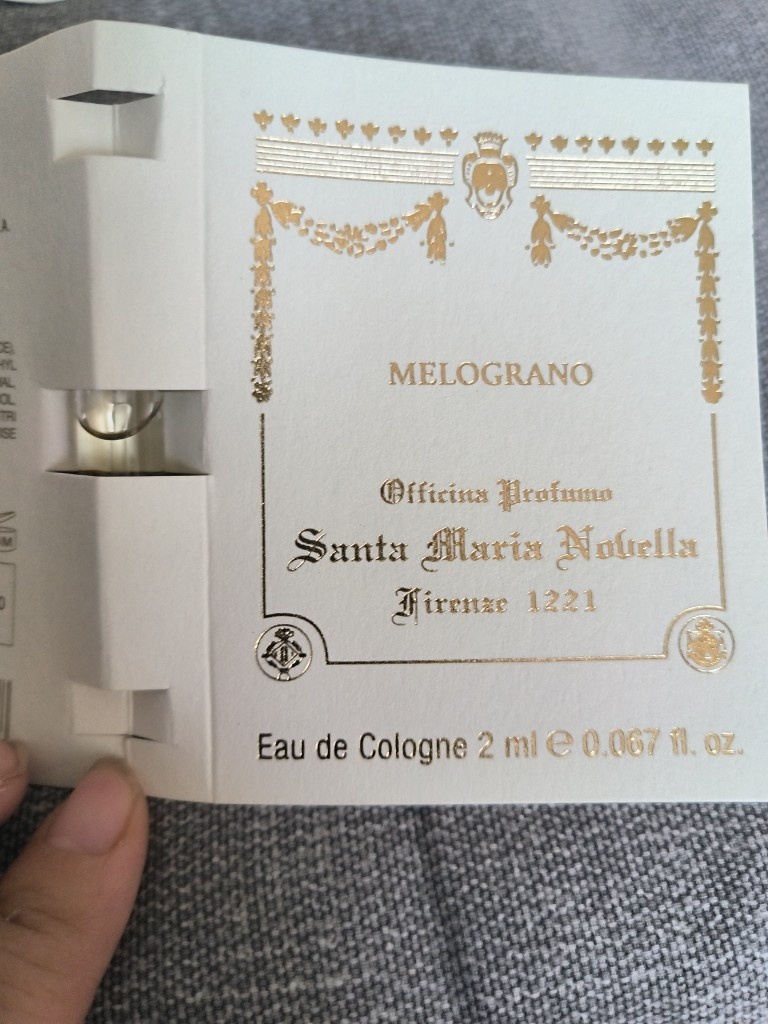 MELOGRANO
Officina Profumo
Santa Maria Novella
Firenze 1221
Eau de Cologne 2 ml ℮ 0.067 fl. oz.